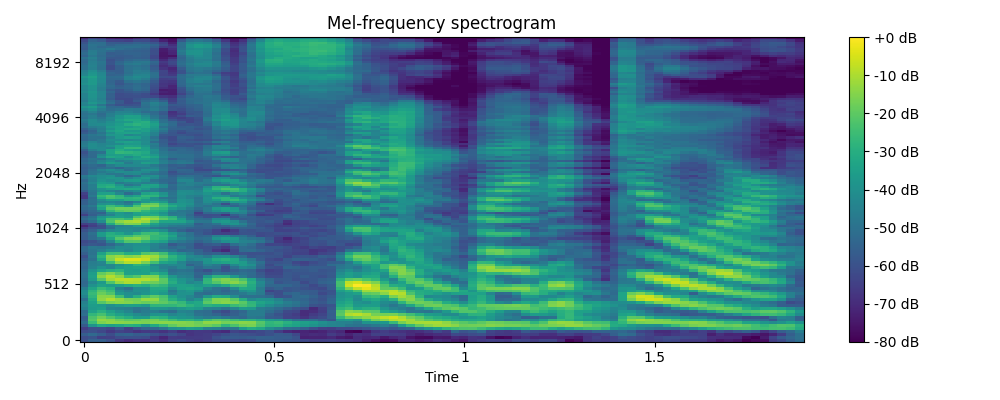 Mel-frequency spectrogram
8192
4096
2048
1024
512
0
Hz
0
0.5
1
1.5
Time
+0 dB
-10 dB
-20 dB
-30 dB
-40 dB
-50 dB
-60 dB
-70 dB
-80 dB